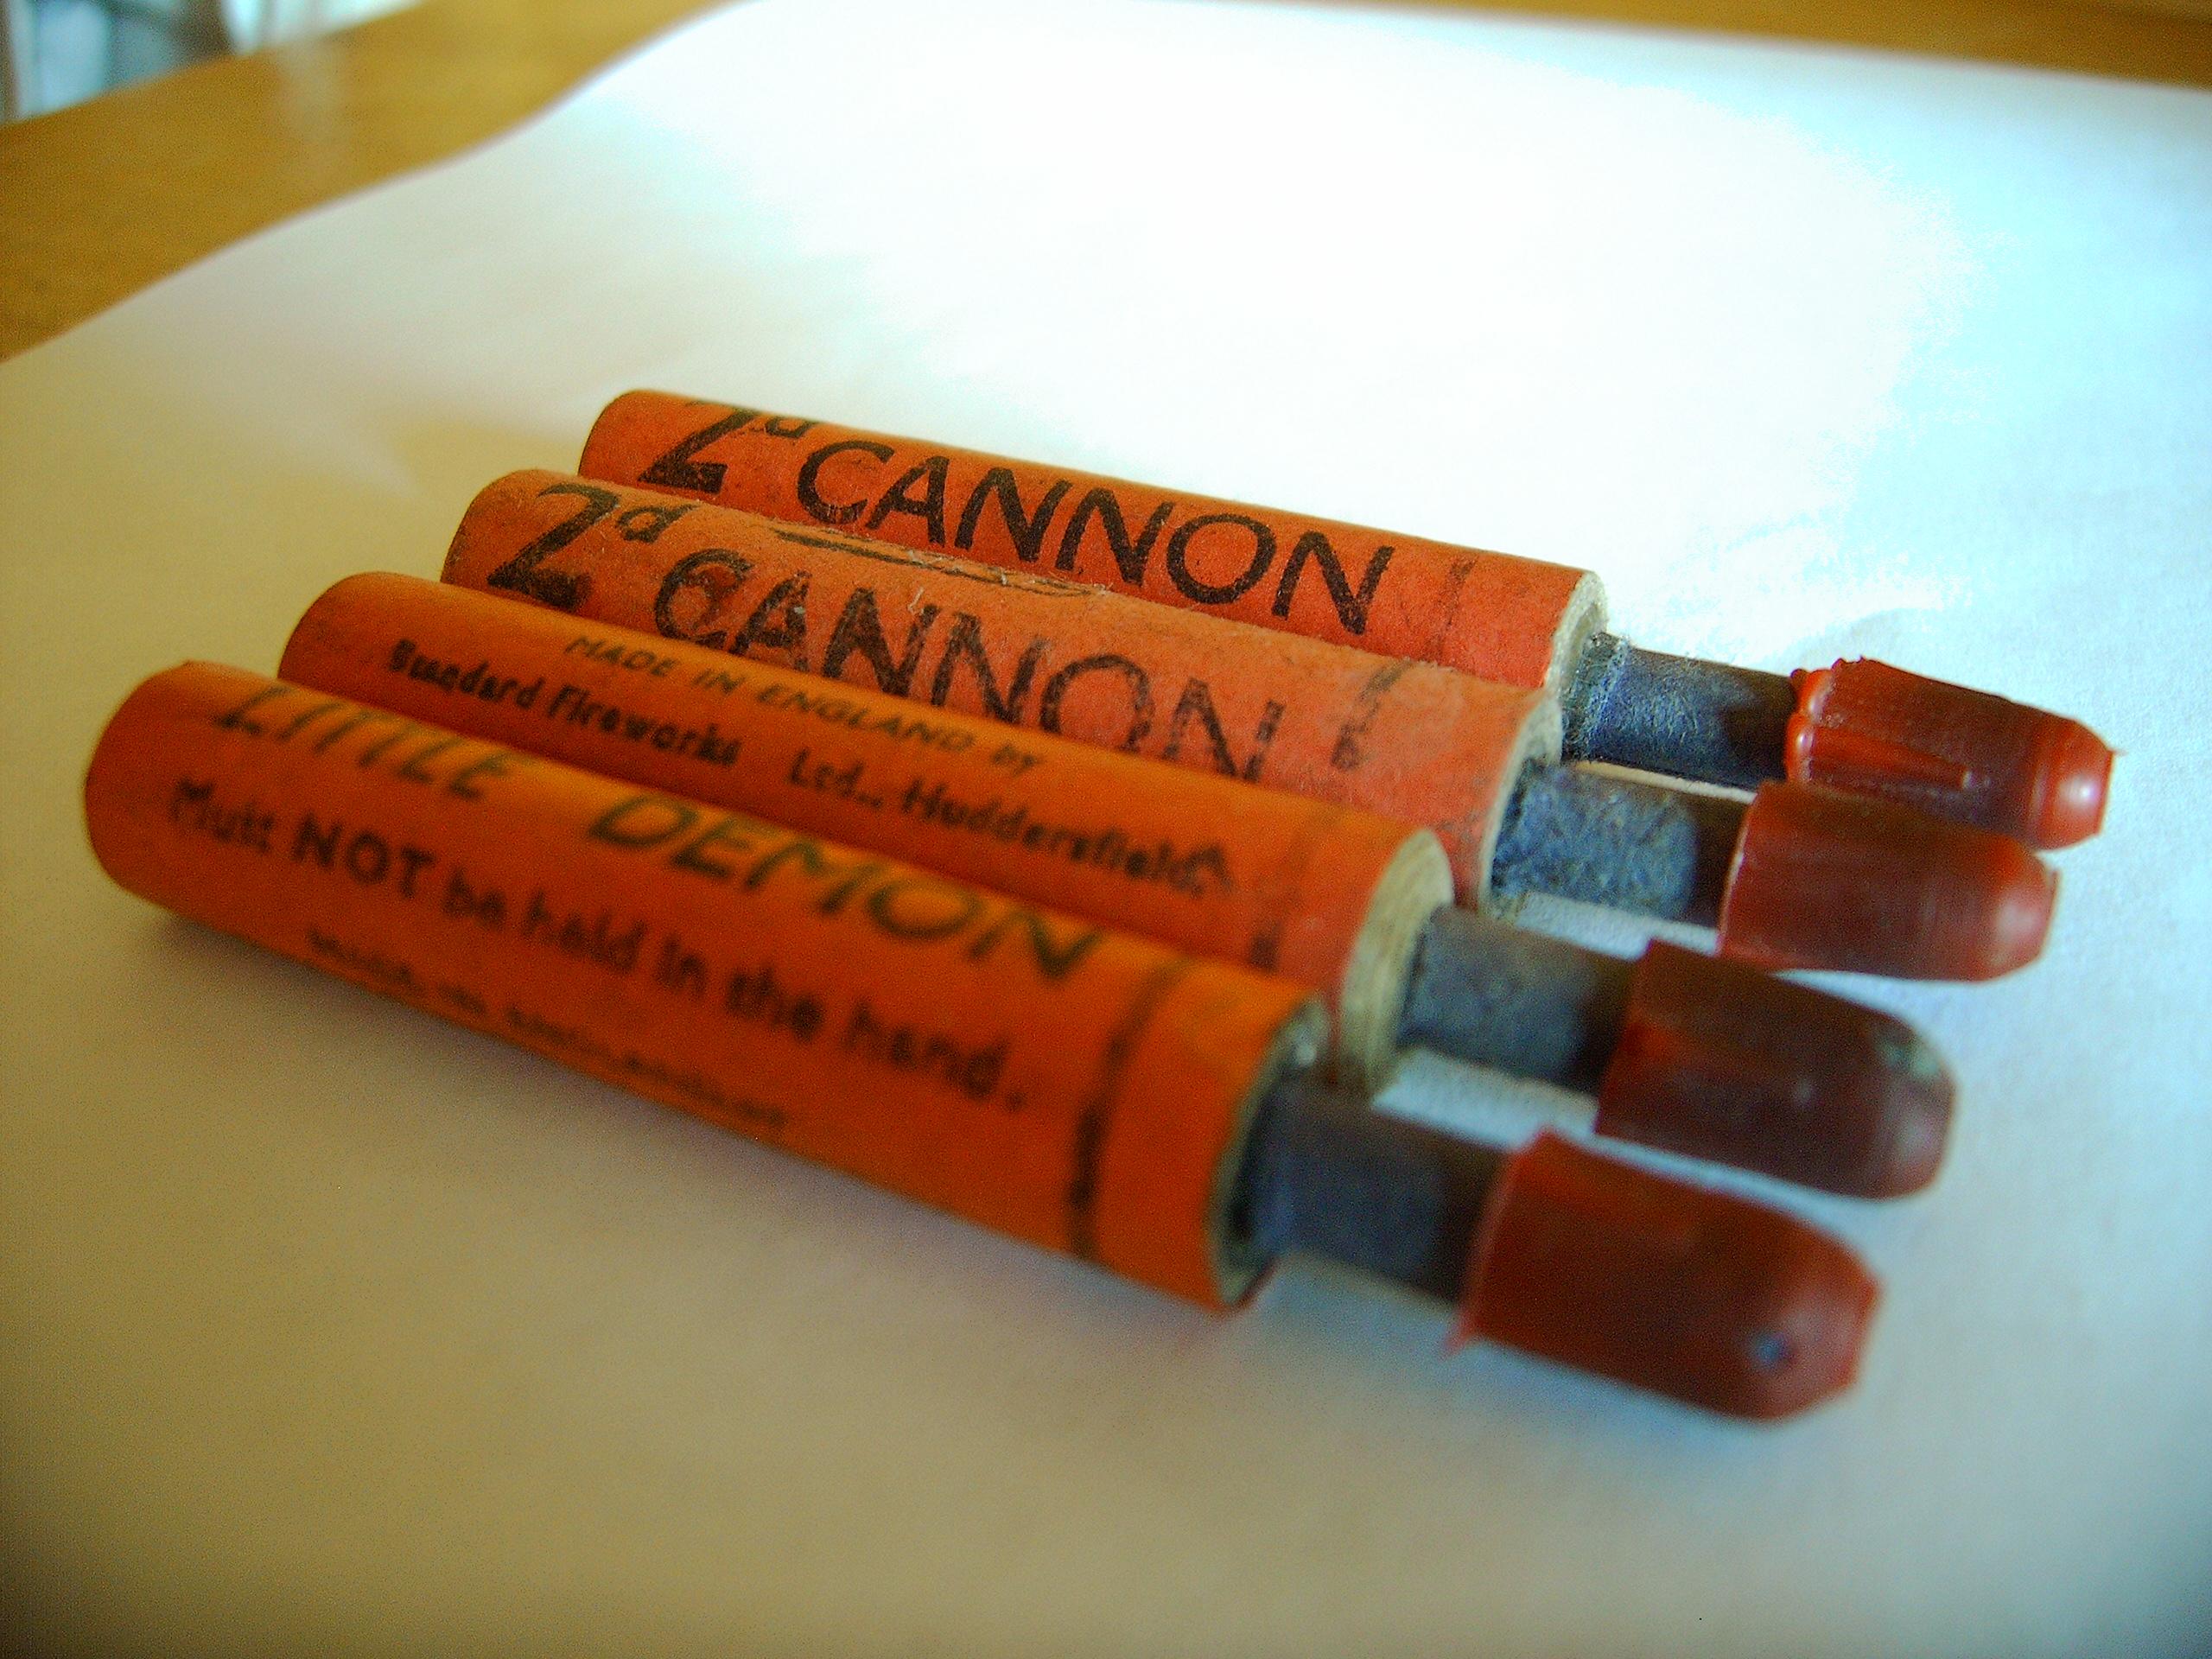 2d CANNON
2d CANNON
MADE IN ENGLAND by
Standard Fireworks Ltd., Huddersfield.
LITTLE DEMON
Must NOT be held in the hand.